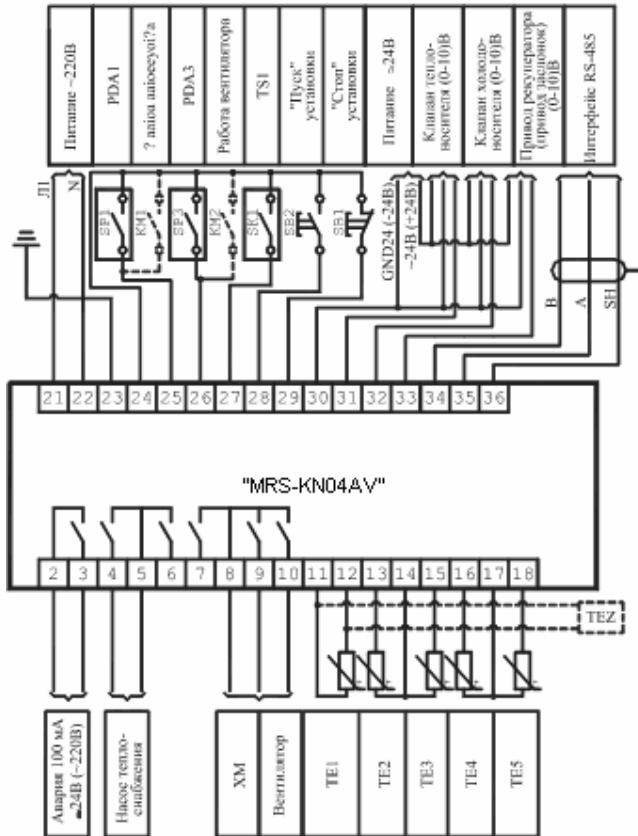 Питание ~220В
PDA1
? aaiоa aaiоeeyoi?a
PDA3
Работа вентилятора
TS1
"Пуск"
установки
"Стоп"
установки
Питание ≃24В
Клапан тепло-
носителя (0-10)В
Клапан холодо-
носителя (0-10)В
Привод рекуператора
(привод заслонок)
(0-10)В
Интерфейс RS-485
Л1
N
SP1
KM1
SP3
KM2
SK1
SB2
SB1
GND24 (-24В)
~24В (+24В)
B
A
SH
21 22 23 24 25 26 27 28 29 30 31 32 33 34 35 36
"MRS-KN04AV"
2 3 4 5 6 7 8 9 10 11 12 13 14 15 16 17 18
TEZ
Авария 100 мА
≃24В (~220В)
Насос тепло-
снабжения
XM
Вентилятор
TE1
TE2
TE3
TE4
TE5